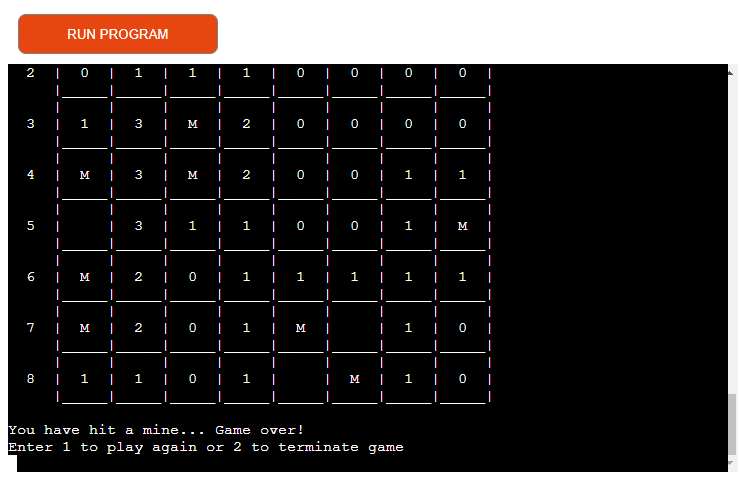 RUN PROGRAM
2 | 0 | 1 | 1 | 1 | 0 | 0 | 0 | 0 |
3 | 1 | 3 | M | 2 | 0 | 0 | 0 | 0 |
4 | M | 3 | M | 2 | 0 | 0 | 1 | 1 |
5 | | 3 | 1 | 1 | 0 | 0 | 1 | M |
6 | M | 2 | 0 | 1 | 1 | 1 | 1 | 1 |
7 | M | 2 | 0 | 1 | M | | 1 | 0 |
8 | 1 | 1 | 0 | 1 | | M | 1 | 0 |
You have hit a mine... Game over!
Enter 1 to play again or 2 to terminate game